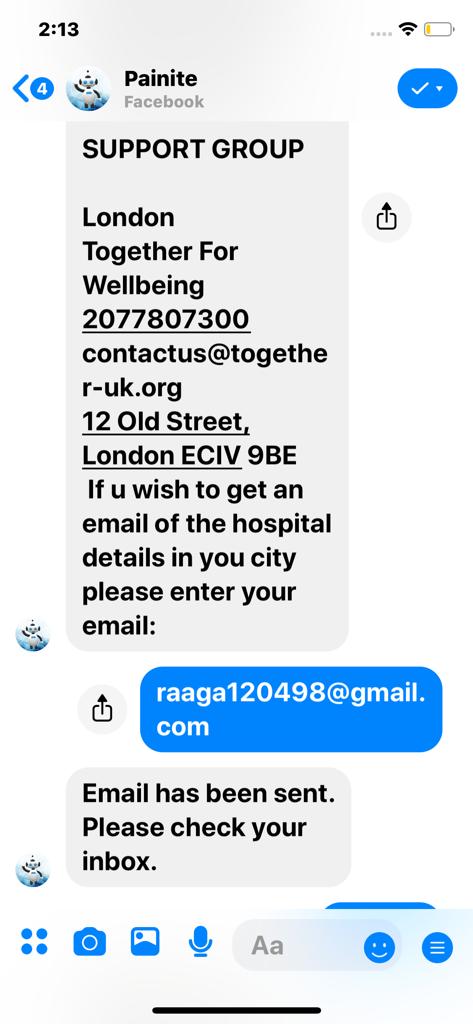 2:13
4
Painite
Facebook
SUPPORT GROUP
London
Together For
Wellbeing
2077807300
contactus@togethe
r-uk.org
12 Old Street,
London ECIV 9BE
If u wish to get an
email of the hospital
details in you city
please enter your
email:
raaga120498@gmail.
com
Email has been sent.
Please check your
inbox.
Aa